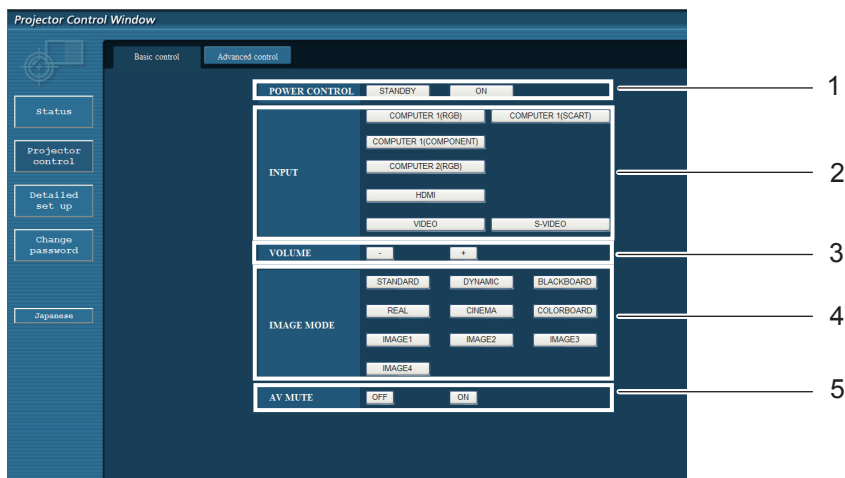 Projector Control Window
Basic control
Advanced control
Status
Projector control
Detailed set up
Change password
Japanese
POWER CONTROL STANDBY ON
INPUT
COMPUTER 1(RGB) COMPUTER 1(SCART)
COMPUTER 1(COMPONENT)
COMPUTER 2(RGB)
HDMI
VIDEO S-VIDEO
VOLUME - +
IMAGE MODE
STANDARD DYNAMIC BLACKBOARD
REAL CINEMA COLORBOARD
IMAGE1 IMAGE2 IMAGE3
IMAGE4
AV MUTE OFF ON
1
2
3
4
5